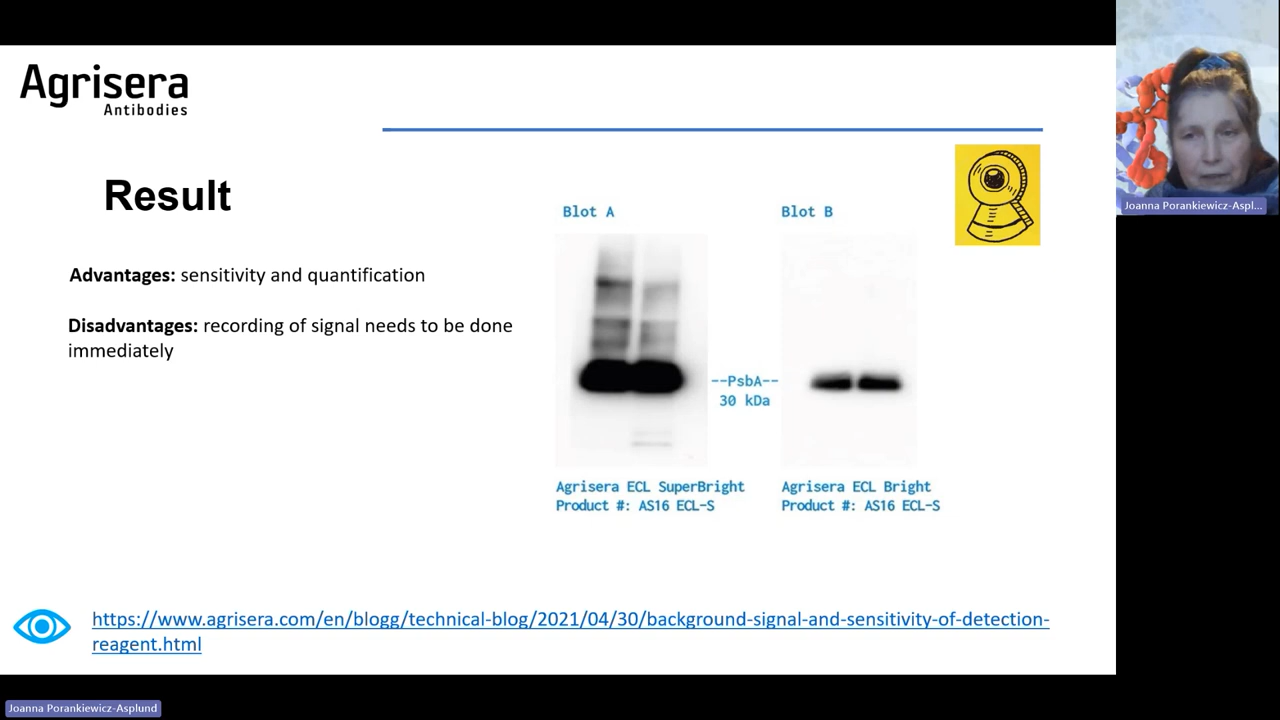 Agrisera
Antibodies
Result
Advantages: sensitivity and quantification
Disadvantages: recording of signal needs to be done
immediately
Blot A
Blot B
--PsbA--
30 kDa
Agrisera ECL SuperBright
Product #: AS16 ECL-S
Agrisera ECL Bright
Product #: AS16 ECL-S
https://www.agrisera.com/en/blogg/technical-blog/2021/04/30/background-signal-and-sensitivity-of-detection-
reagent.html
Joanna Porankiewicz-Aspl...
Joanna Porankiewicz-Asplund